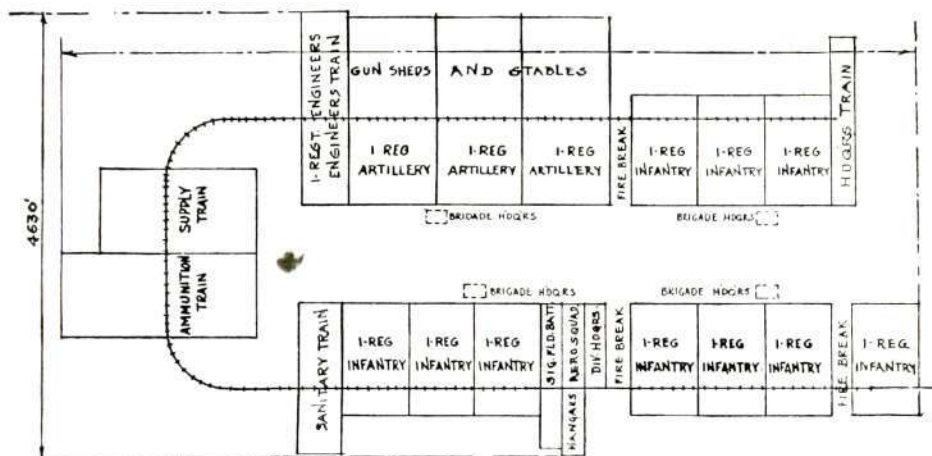 4630'
1-REGT. ENGINEERS
ENGINEERS TRAIN
GUN SHEDS AND STABLES
1 REG
ARTILLERY
1-REG
ARTILLERY
1-REG
ARTILLERY
FIRE BREAK
1-REG
INFANTRY
1-REG
INFANTRY
1-REG
INFANTRY
HDQRS TRAIN
BRIGADE HDQRS
BRIGADE HDQRS
SUPPLY
TRAIN
AMMUNITION
TRAIN
BRIGADE HDQRS
BRIGADE HDQRS
SANITARY TRAIN
1-REG
INFANTRY
1-REG
INFANTRY
1-REG
INFANTRY
SIG. FLD. BATT
HANGARS AERO SQUAD
DIV. HDQRS
FIRE BREAK
1-REG
INFANTRY
1-REG
INFANTRY
1-REG
INFANTRY
FIRE BREAK
1-REG
INFANTRY